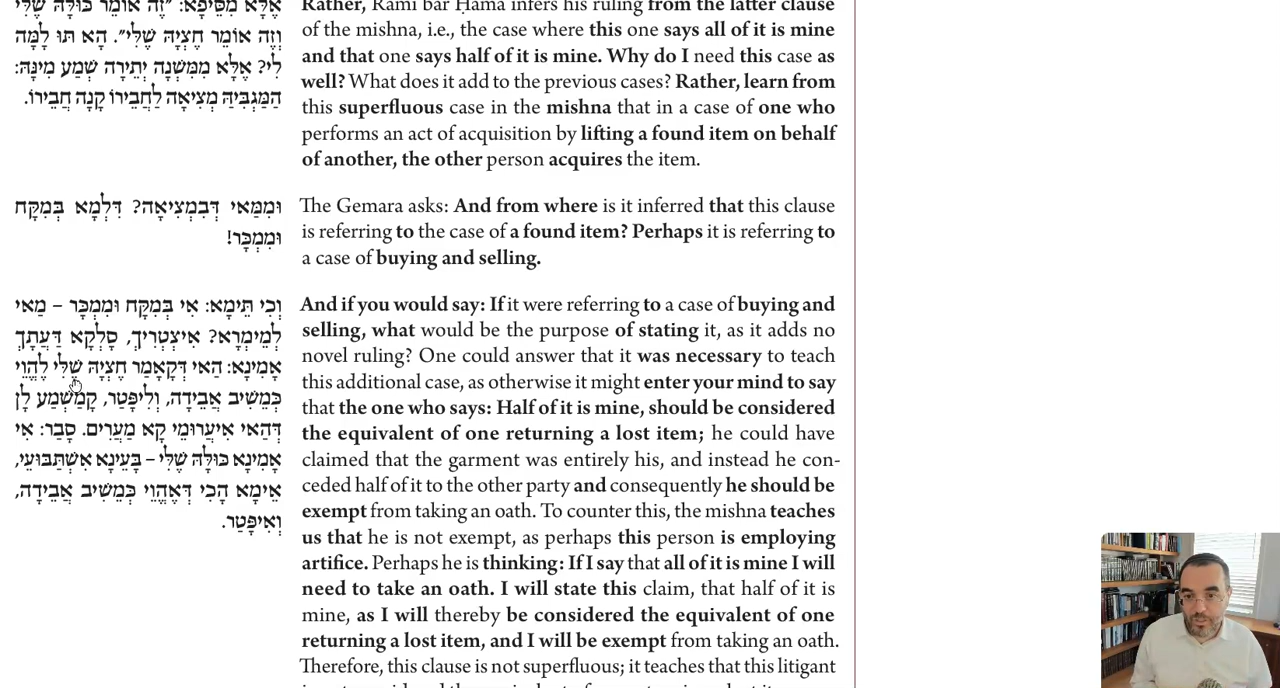 אֶלָּא מִסֵּיפָא: ״זֶה אוֹמֵר כּוּלָּהּ שֶׁלִּי
וְזֶה אוֹמֵר חֶצְיָהּ שֶׁלִּי״. הָא תּוּ לָמָּה
לִי? אֶלָּא מִמִּשְׁנָה יְתֵירָה שְׁמַע מִינַּהּ:
הַמַּגְבִּיהַּ מְצִיאָה לַחֲבֵירוֹ קָנָה חֲבֵירוֹ.
Rather, Rami bar Ḥama infers his ruling from the latter clause
of the mishna, i.e., the case where this one says all of it is mine
and that one says half of it is mine. Why do I need this case as
well? What does it add to the previous cases? Rather, learn from
this superfluous case in the mishna that in a case of one who
performs an act of acquisition by lifting a found item on behalf
of another, the other person acquires the item.
וּמִמַּאי דְּבִמְצִיאָה? דִּלְמָא בְּמִקָּח
וּמִמְכָּר!
The Gemara asks: And from where is it inferred that this clause
is referring to the case of a found item? Perhaps it is referring to
a case of buying and selling.
וְכִי תֵּימָא: אִי בְּמִקָּח וּמִמְכָּר – מַאי
לְמֵימְרָא? אִיצְטְרִיךְ, סָלְקָא דַּעְתָּךְ
אָמִינָא: הַאי דְּקָאָמַר חֶצְיָהּ שֶׁלִּי לֶהֱוֵי
כְּמֵשִׁיב אֲבֵידָה, וְלִיפָּטַר, קָמַשְׁמַע לַן
דְּהַאי אִיעָרוֹמֵי קָא מַעֲרִים. סָבַר: אִי
אָמֵינָא כּוּלָּהּ שֶׁלִּי – בָּעֵינָא אִשְׁתַּבּוֹעֵי,
אֵימָא הָכִי דְּאֶהֱוֵי כְּמֵשִׁיב אֲבֵידָה,
וְאִיפָּטַר.
And if you would say: If it were referring to a case of buying and
selling, what would be the purpose of stating it, as it adds no
novel ruling? One could answer that it was necessary to teach
this additional case, as otherwise it might enter your mind to say
that the one who says: Half of it is mine, should be considered
the equivalent of one returning a lost item; he could have
claimed that the garment was entirely his, and instead he con-
ceded half of it to the other party and consequently he should be
exempt from taking an oath. To counter this, the mishna teaches
us that he is not exempt, as perhaps this person is employing
artifice. Perhaps he is thinking: If I say that all of it is mine I will
need to take an oath. I will state this claim, that half of it is
mine, as I will thereby be considered the equivalent of one
returning a lost item, and I will be exempt from taking an oath.
Therefore, this clause is not superfluous; it teaches that this litigant